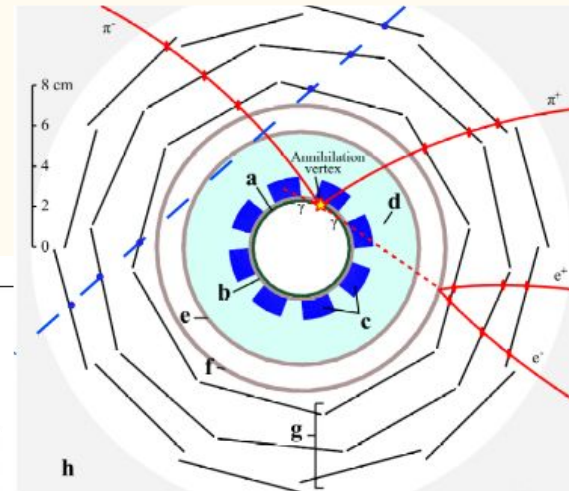 π⁻
8 cm
6
4
2
0
π⁺
Annihilation
vertex
a
γ
γ
d
b
c
e
e⁺
f
e⁻
g
h